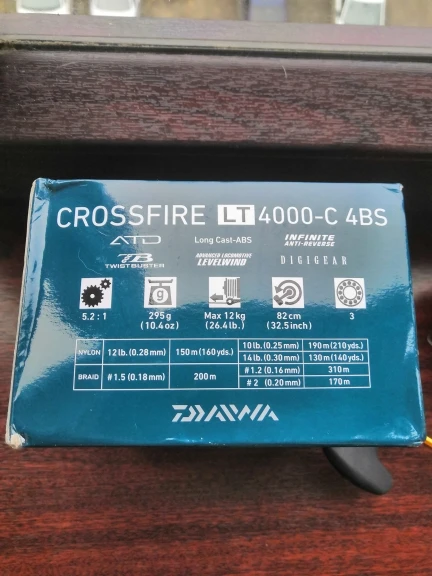 CROSSFIRE LT 4000-C 4BS
ATD Long Cast-ABS INFINITE ANTI-REVERSE
TB TWISTBUSTER ADVANCED LOCOMOTIVE LEVELWIND DIGIGEAR
g
5.2 : 1 295g (10.4oz) Max 12kg (26.4lb.) 82cm (32.5inch) 3
NYLON 12lb. (0.28mm) 150m (160yds.) 10lb. (0.25mm) 190m (210yds.)
14lb. (0.30mm) 130m (140yds.)
BRAID #1.5 (0.18mm) 200m #1.2 (0.16mm) 310m
#2 (0.20mm) 170m
DAIWA